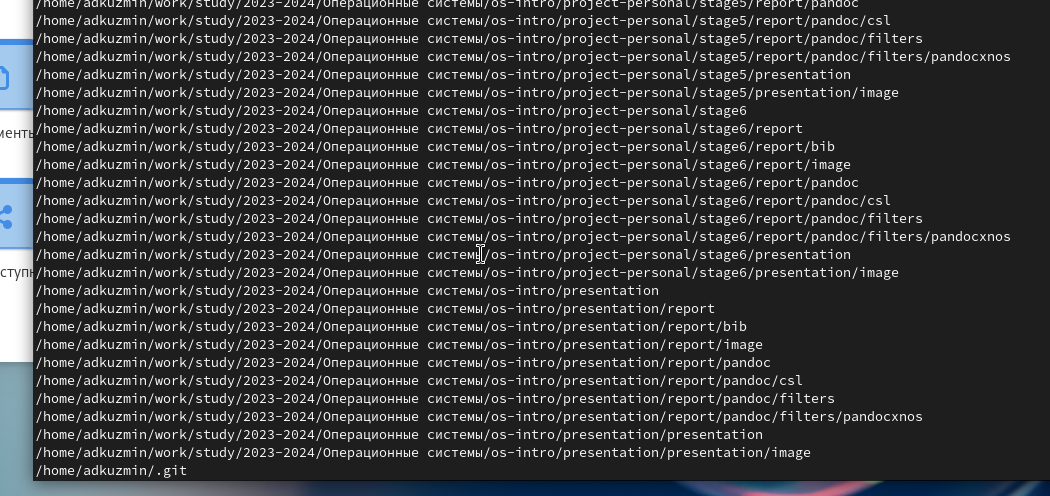 /home/adkuzmin/work/study/2023-2024/Операционные системы/os-intro/project-personal/stage5/report/pandoc
/home/adkuzmin/work/study/2023-2024/Операционные системы/os-intro/project-personal/stage5/report/pandoc/csl
/home/adkuzmin/work/study/2023-2024/Операционные системы/os-intro/project-personal/stage5/report/pandoc/filters
/home/adkuzmin/work/study/2023-2024/Операционные системы/os-intro/project-personal/stage5/report/pandoc/filters/pandocxnos
/home/adkuzmin/work/study/2023-2024/Операционные системы/os-intro/project-personal/stage5/presentation
/home/adkuzmin/work/study/2023-2024/Операционные системы/os-intro/project-personal/stage5/presentation/image
/home/adkuzmin/work/study/2023-2024/Операционные системы/os-intro/project-personal/stage6
/home/adkuzmin/work/study/2023-2024/Операционные системы/os-intro/project-personal/stage6/report
/home/adkuzmin/work/study/2023-2024/Операционные системы/os-intro/project-personal/stage6/report/bib
/home/adkuzmin/work/study/2023-2024/Операционные системы/os-intro/project-personal/stage6/report/image
/home/adkuzmin/work/study/2023-2024/Операционные системы/os-intro/project-personal/stage6/report/pandoc
/home/adkuzmin/work/study/2023-2024/Операционные системы/os-intro/project-personal/stage6/report/pandoc/csl
/home/adkuzmin/work/study/2023-2024/Операционные системы/os-intro/project-personal/stage6/report/pandoc/filters
/home/adkuzmin/work/study/2023-2024/Операционные системы/os-intro/project-personal/stage6/report/pandoc/filters/pandocxnos
/home/adkuzmin/work/study/2023-2024/Операционные системы/os-intro/project-personal/stage6/presentation
/home/adkuzmin/work/study/2023-2024/Операционные системы/os-intro/project-personal/stage6/presentation/image
/home/adkuzmin/work/study/2023-2024/Операционные системы/os-intro/presentation
/home/adkuzmin/work/study/2023-2024/Операционные системы/os-intro/presentation/report
/home/adkuzmin/work/study/2023-2024/Операционные системы/os-intro/presentation/report/bib
/home/adkuzmin/work/study/2023-2024/Операционные системы/os-intro/presentation/report/image
/home/adkuzmin/work/study/2023-2024/Операционные системы/os-intro/presentation/report/pandoc
/home/adkuzmin/work/study/2023-2024/Операционные системы/os-intro/presentation/report/pandoc/csl
/home/adkuzmin/work/study/2023-2024/Операционные системы/os-intro/presentation/report/pandoc/filters
/home/adkuzmin/work/study/2023-2024/Операционные системы/os-intro/presentation/report/pandoc/filters/pandocxnos
/home/adkuzmin/work/study/2023-2024/Операционные системы/os-intro/presentation/presentation
/home/adkuzmin/work/study/2023-2024/Операционные системы/os-intro/presentation/presentation/image
/home/adkuzmin/.git